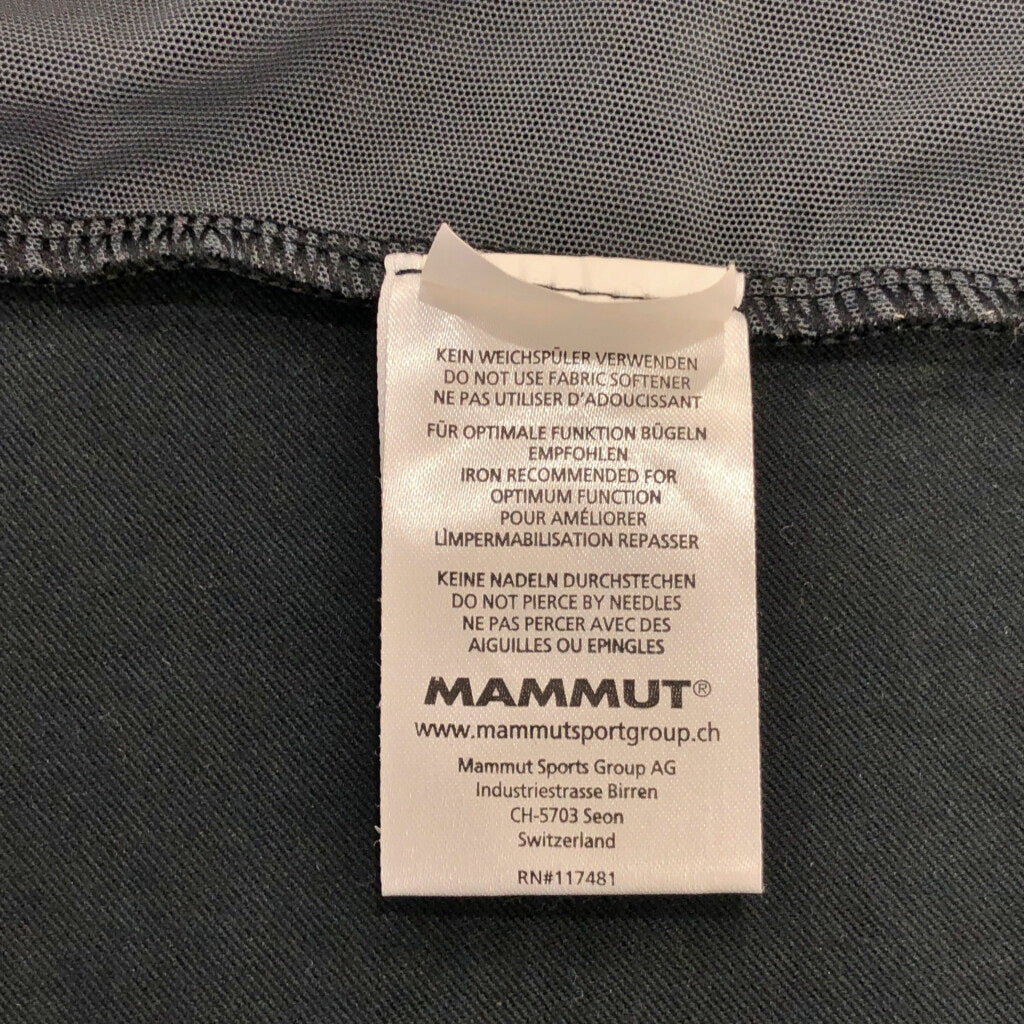 KEIN WEICHSPÜLER VERWENDEN
DO NOT USE FABRIC SOFTENER
NE PAS UTILISER D'ADOUCISSANT
FÜR OPTIMALE FUNKTION BÜGELN
EMPFOHLEN
IRON RECOMMENDED FOR
OPTIMUM FUNCTION
POUR AMÉLIORER
LÌMPERMABILISATION REPASSER
KEINE NADELN DURCHSTECHEN
DO NOT PIERCE BY NEEDLES
NE PAS PERCER AVEC DES
AIGUILLES OU EPINGLES
MAMMUT®
www.mammutsportgroup.ch
Mammut Sports Group AG
Industriestrasse Birren
CH-5703 Seon
Switzerland
RN#117481